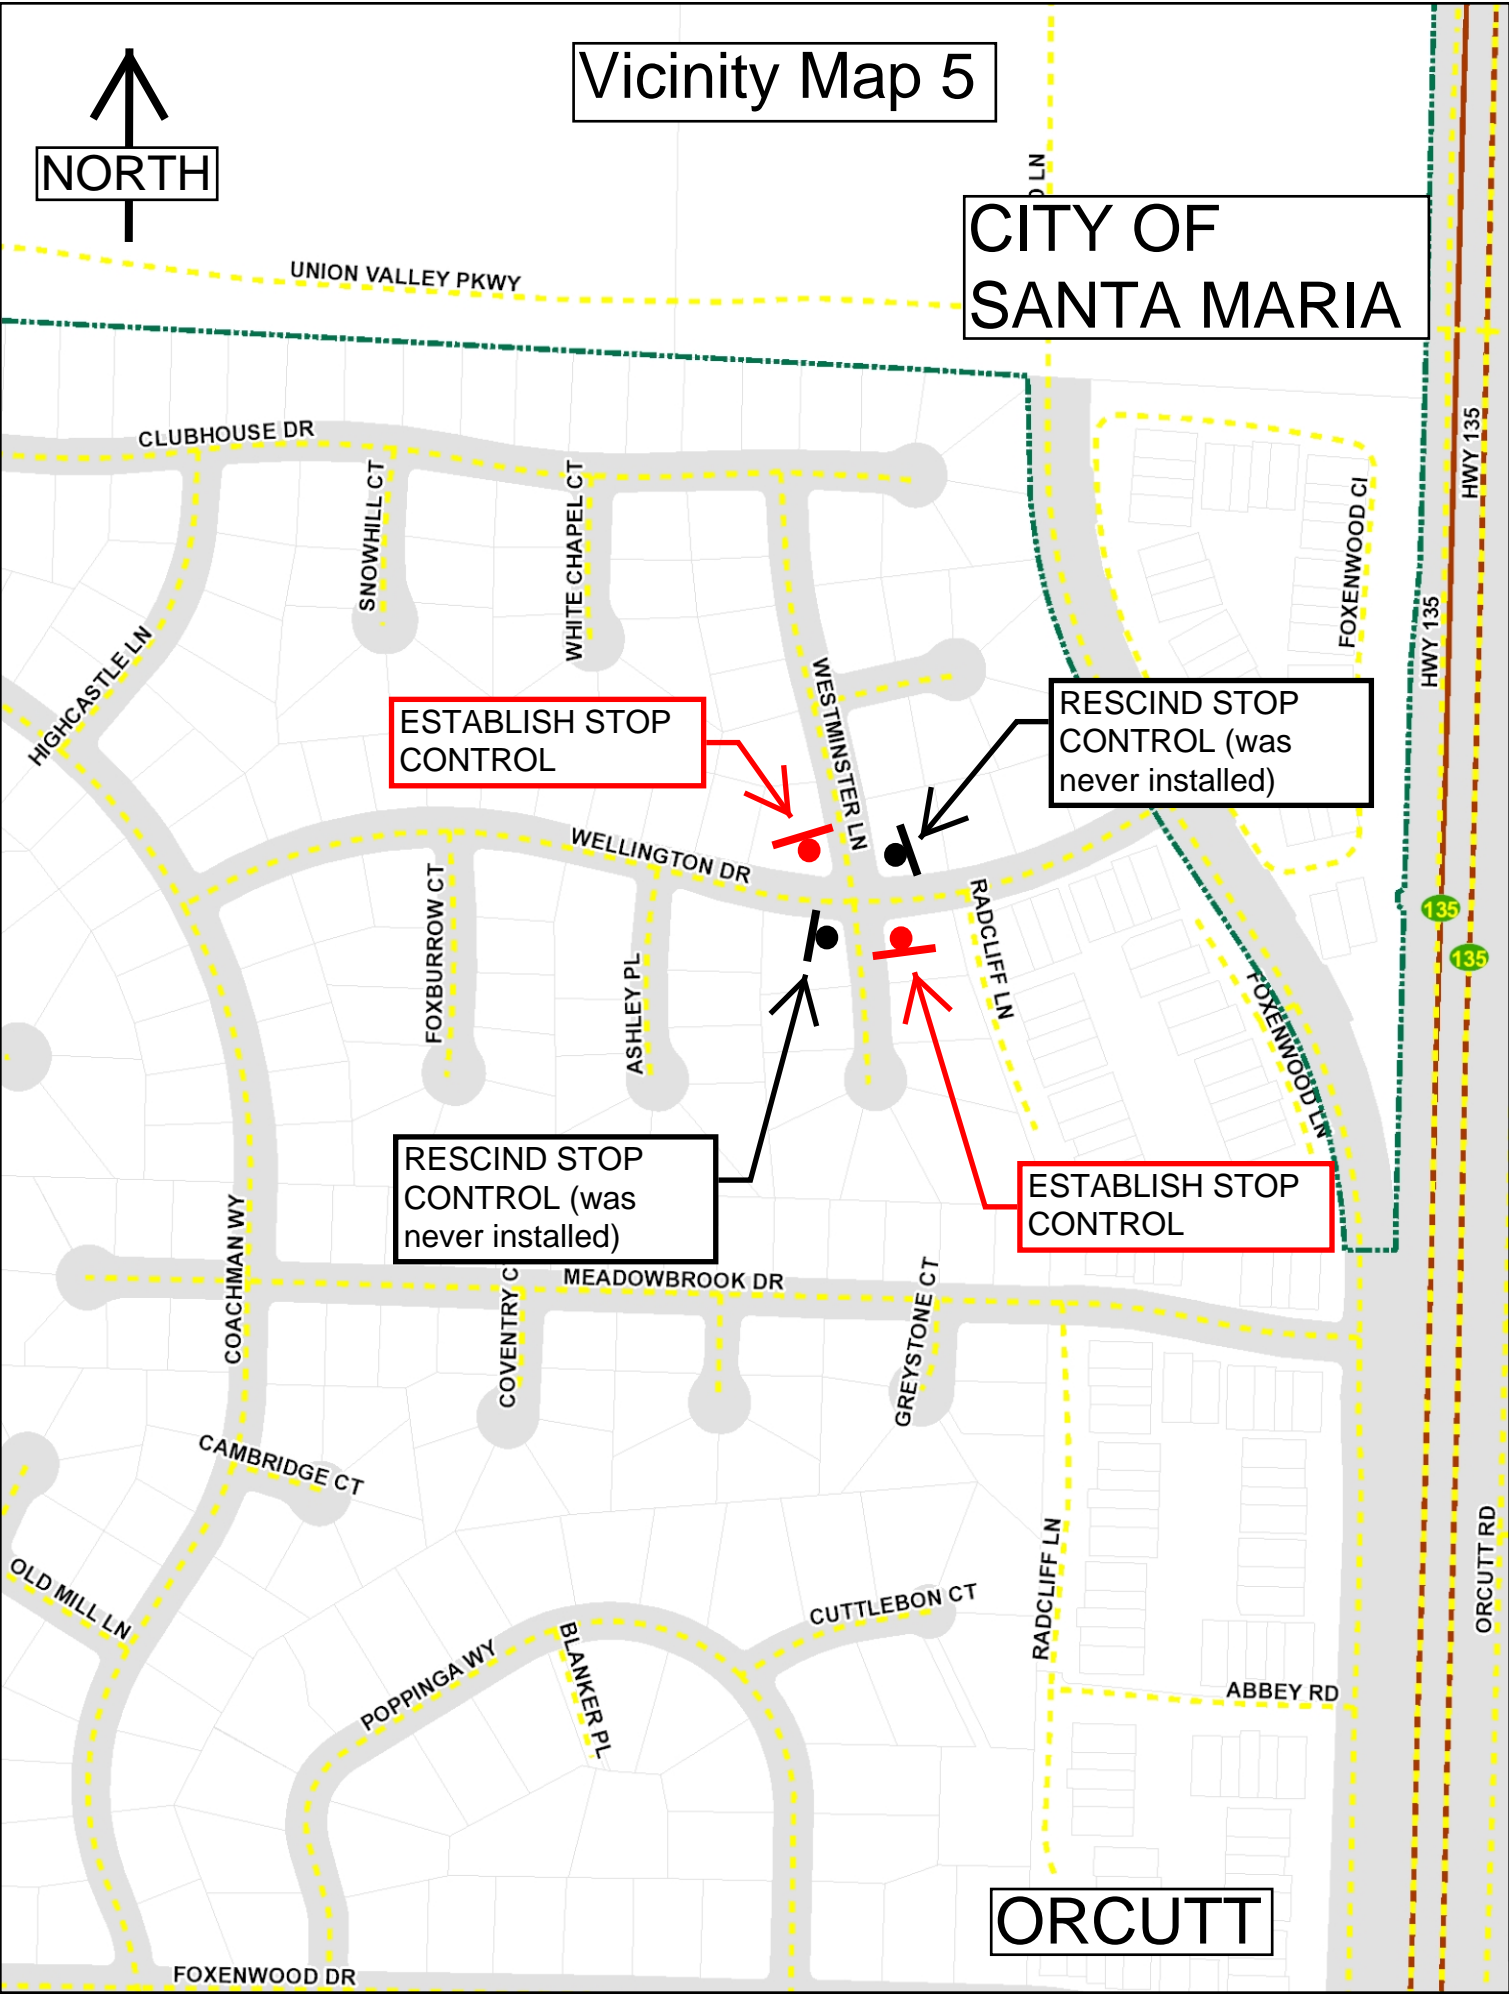 Vicinity Map 5
NORTH
LN
CITY OF
SANTA MARIA
UNION VALLEY PKWY
CLUBHOUSE DR
SNOWHILL CT
WHITE CHAPEL CT
HWY 135
FOXENWOOD CI
HWY 135
HIGHCASTLE LN
WESTMINSTER LN
ESTABLISH STOP
CONTROL
RESCIND STOP
CONTROL (was
never installed)
WELLINGTON DR
FOXBURROW CT
ASHLEY PL
RADCLIFF LN
135
135
FOXENWOOD LN
RESCIND STOP
CONTROL (was
never installed)
ESTABLISH STOP
CONTROL
COACHMAN WY
MEADOWBROOK DR
COVENTRY C
GREYSTONE CT
CAMBRIDGE CT
OLD MILL LN
RADCLIFF LN
ORCUTT RD
CUTTLEBON CT
POPPINGA WY
BLANKER PL
ABBEY RD
ORCUTT
FOXENWOOD DR